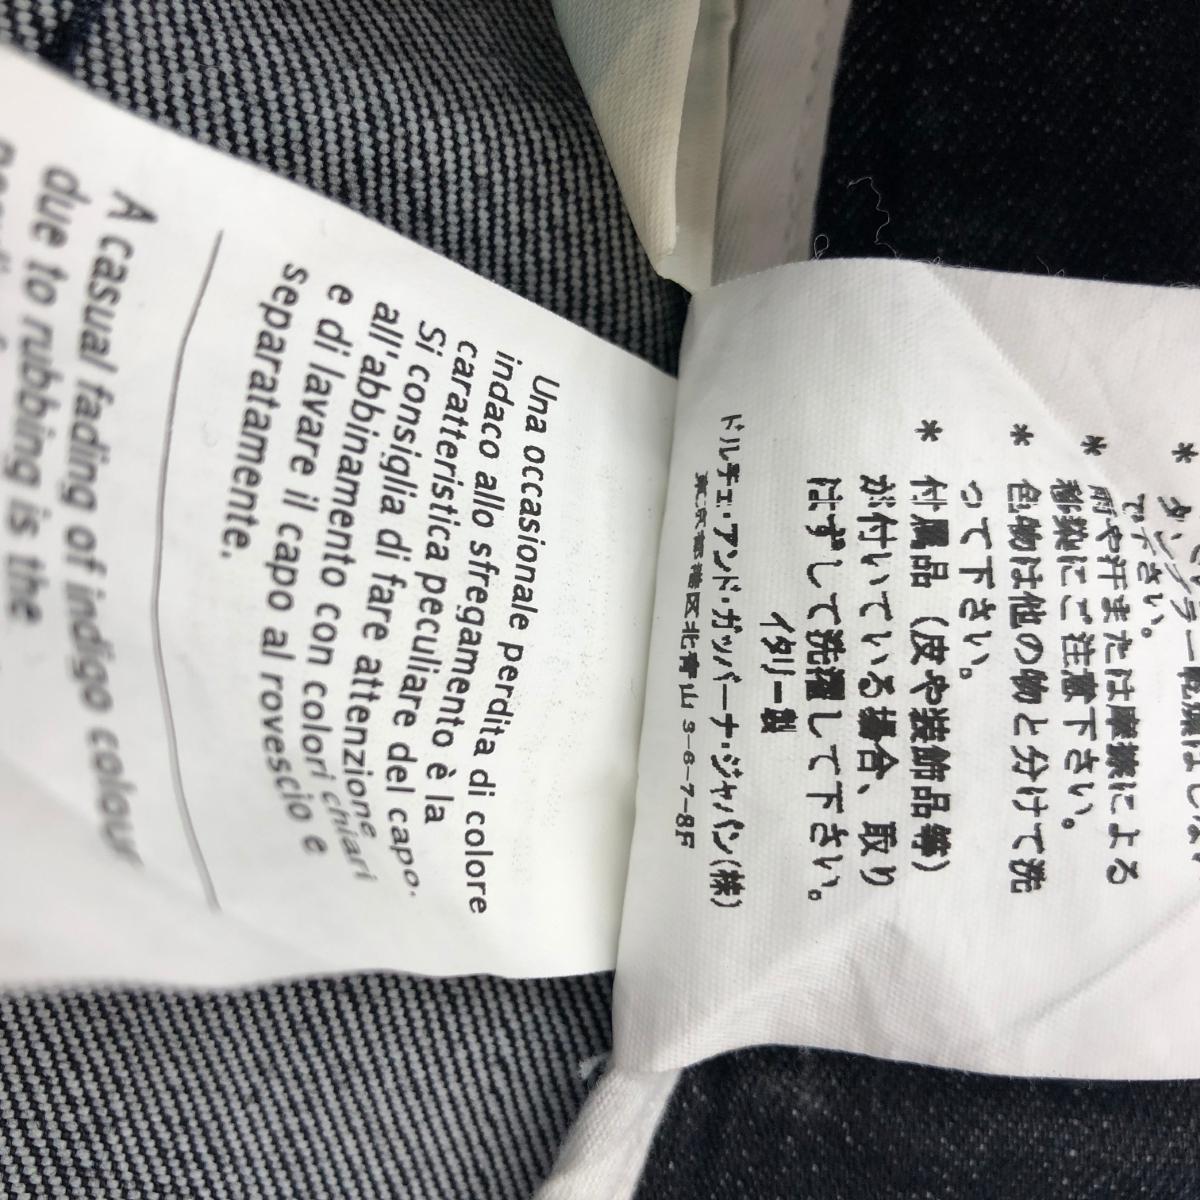 Una occasionale perdita di colore
indaco allo sfregamento è la
caratteristica peculiare del capo.
Si consiglia di fare attenzione
all'abbinamento con colori chiari
e di lavare il capo al rovescio e
separatamente.
A casual fading of indigo colour
due to rubbing is the
で下さい。
雨や汗または摩擦による
移染にご注意下さい。
* 色物は他の物と分けて洗
って下さい。
* 付属品(皮や装飾品等)
が付いている場合、取り
はずして洗濯して下さい。
イタリー製
ドルチェ・アンド・ガッバーナ・ジャパン(株)
東京都港区北青山3-6-7-8F